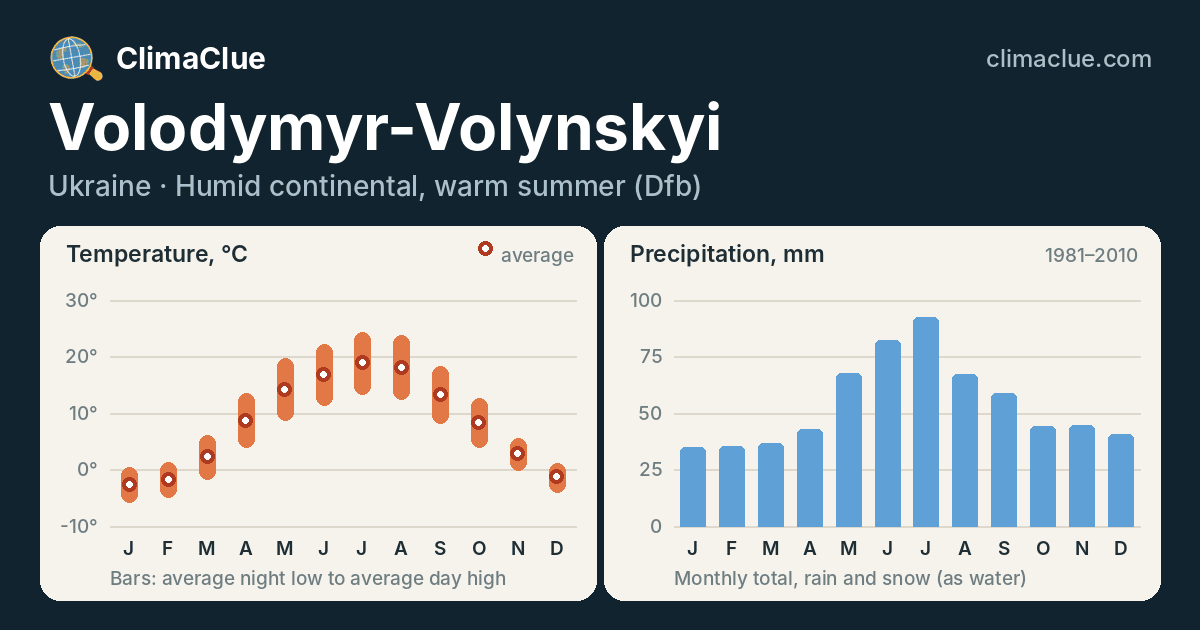 ClimaClue
climaclue.com
Volodymyr-Volynskyi
Ukraine · Humid continental, warm summer (Dfb)
Temperature, °C
average
30°
20°
10°
0°
-10°
J F M A M J J A S O N D
Bars: average night low to average day high
Precipitation, mm
1981–2010
100
75
50
25
0
J F M A M J J A S O N D
Monthly total, rain and snow (as water)